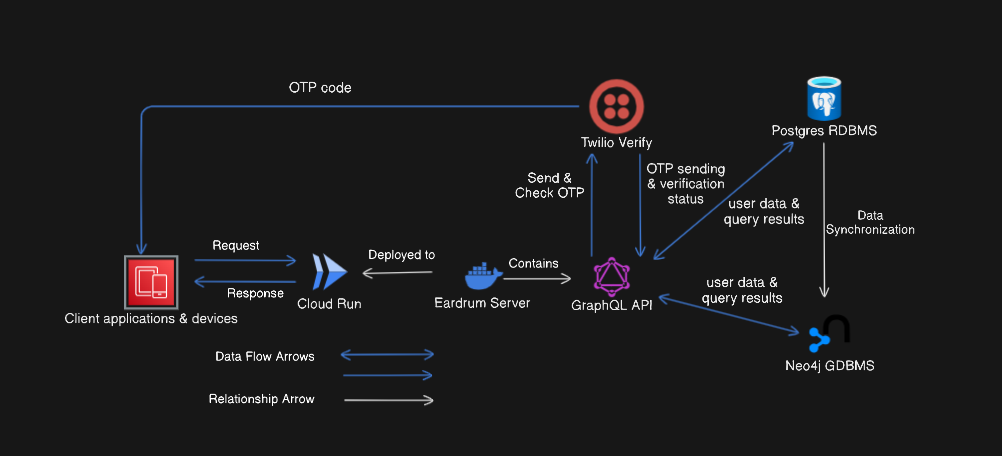 OTP code
Twilio Verify
Postgres RDBMS
Send &
Check OTP
OTP sending
& verification
status
user data &
query results
Data
Synchronization
Request
Response
Client applications & devices
Cloud Run
Deployed to
Eardrum Server
Contains
GraphQL API
user data &
query results
Neo4j GDBMS
Data Flow Arrows
Relationship Arrow